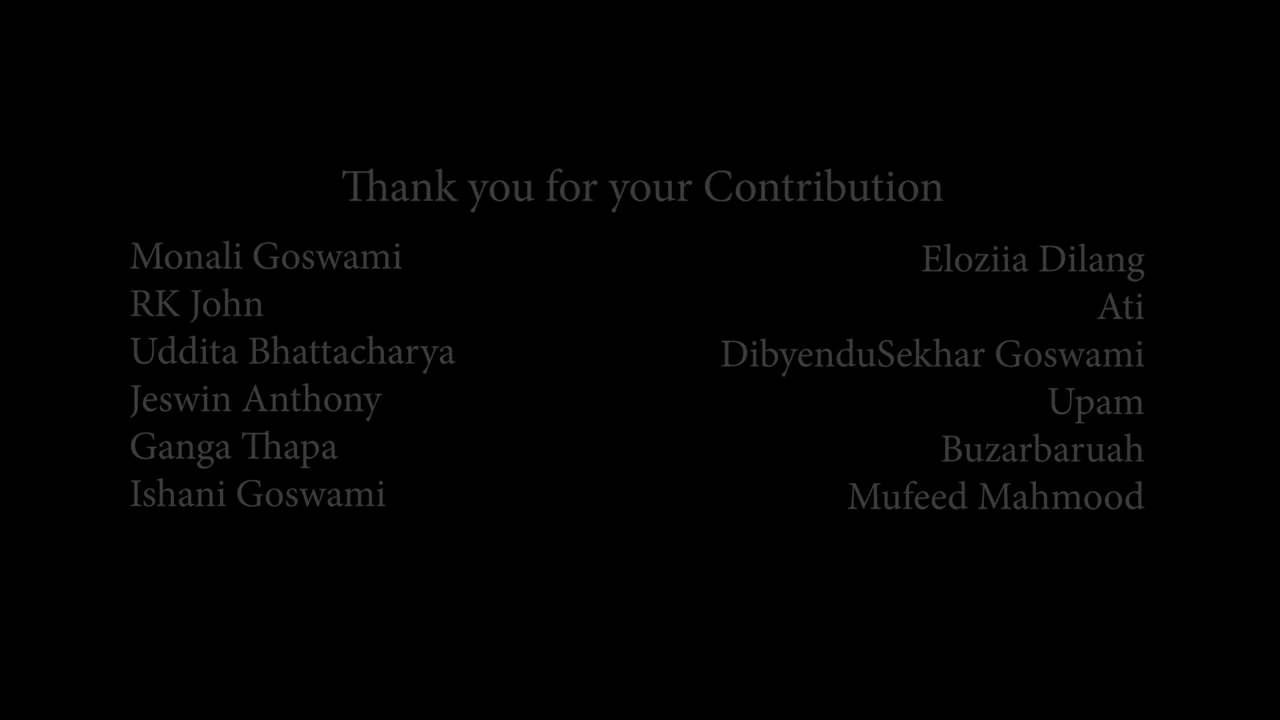 Thank you for your Contribution
Monali Goswami
RK John
Uddita Bhattacharya
Jeswin Anthony
Ganga Thapa
Ishani Goswami
Eloziia Dilang
Ati
DibyenduSekhar Goswami
Upam
Buzarbaruah
Mufeed Mahmood